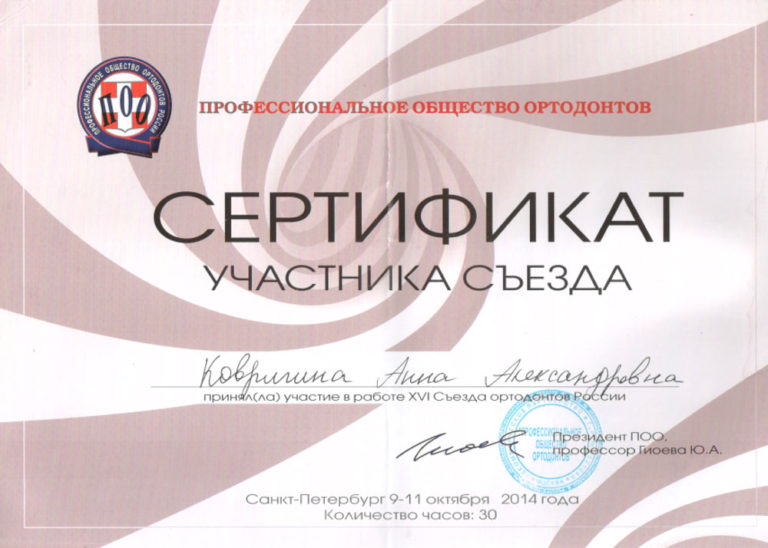 ПРОФЕССИОНАЛЬНОЕ ОБЩЕСТВО ОРТОДОНТОВ РОССИИ
ПОО
ПРОФЕССИОНАЛЬНОЕ ОБЩЕСТВО ОРТОДОНТОВ
СЕРТИФИКАТ
УЧАСТНИКА СЪЕЗДА
Ковригина Анна Александровна
принял(ла) участие в работе XVI Съезда ортодонтов России
ПРОФЕССИОНАЛЬНОЕ
ОБЩЕСТВО
ОРТОДОНТОВ
Президент ПОО,
профессор Гиоева Ю.А.
Санкт-Петербург 9-11 октября 2014 года
Количество часов: 30